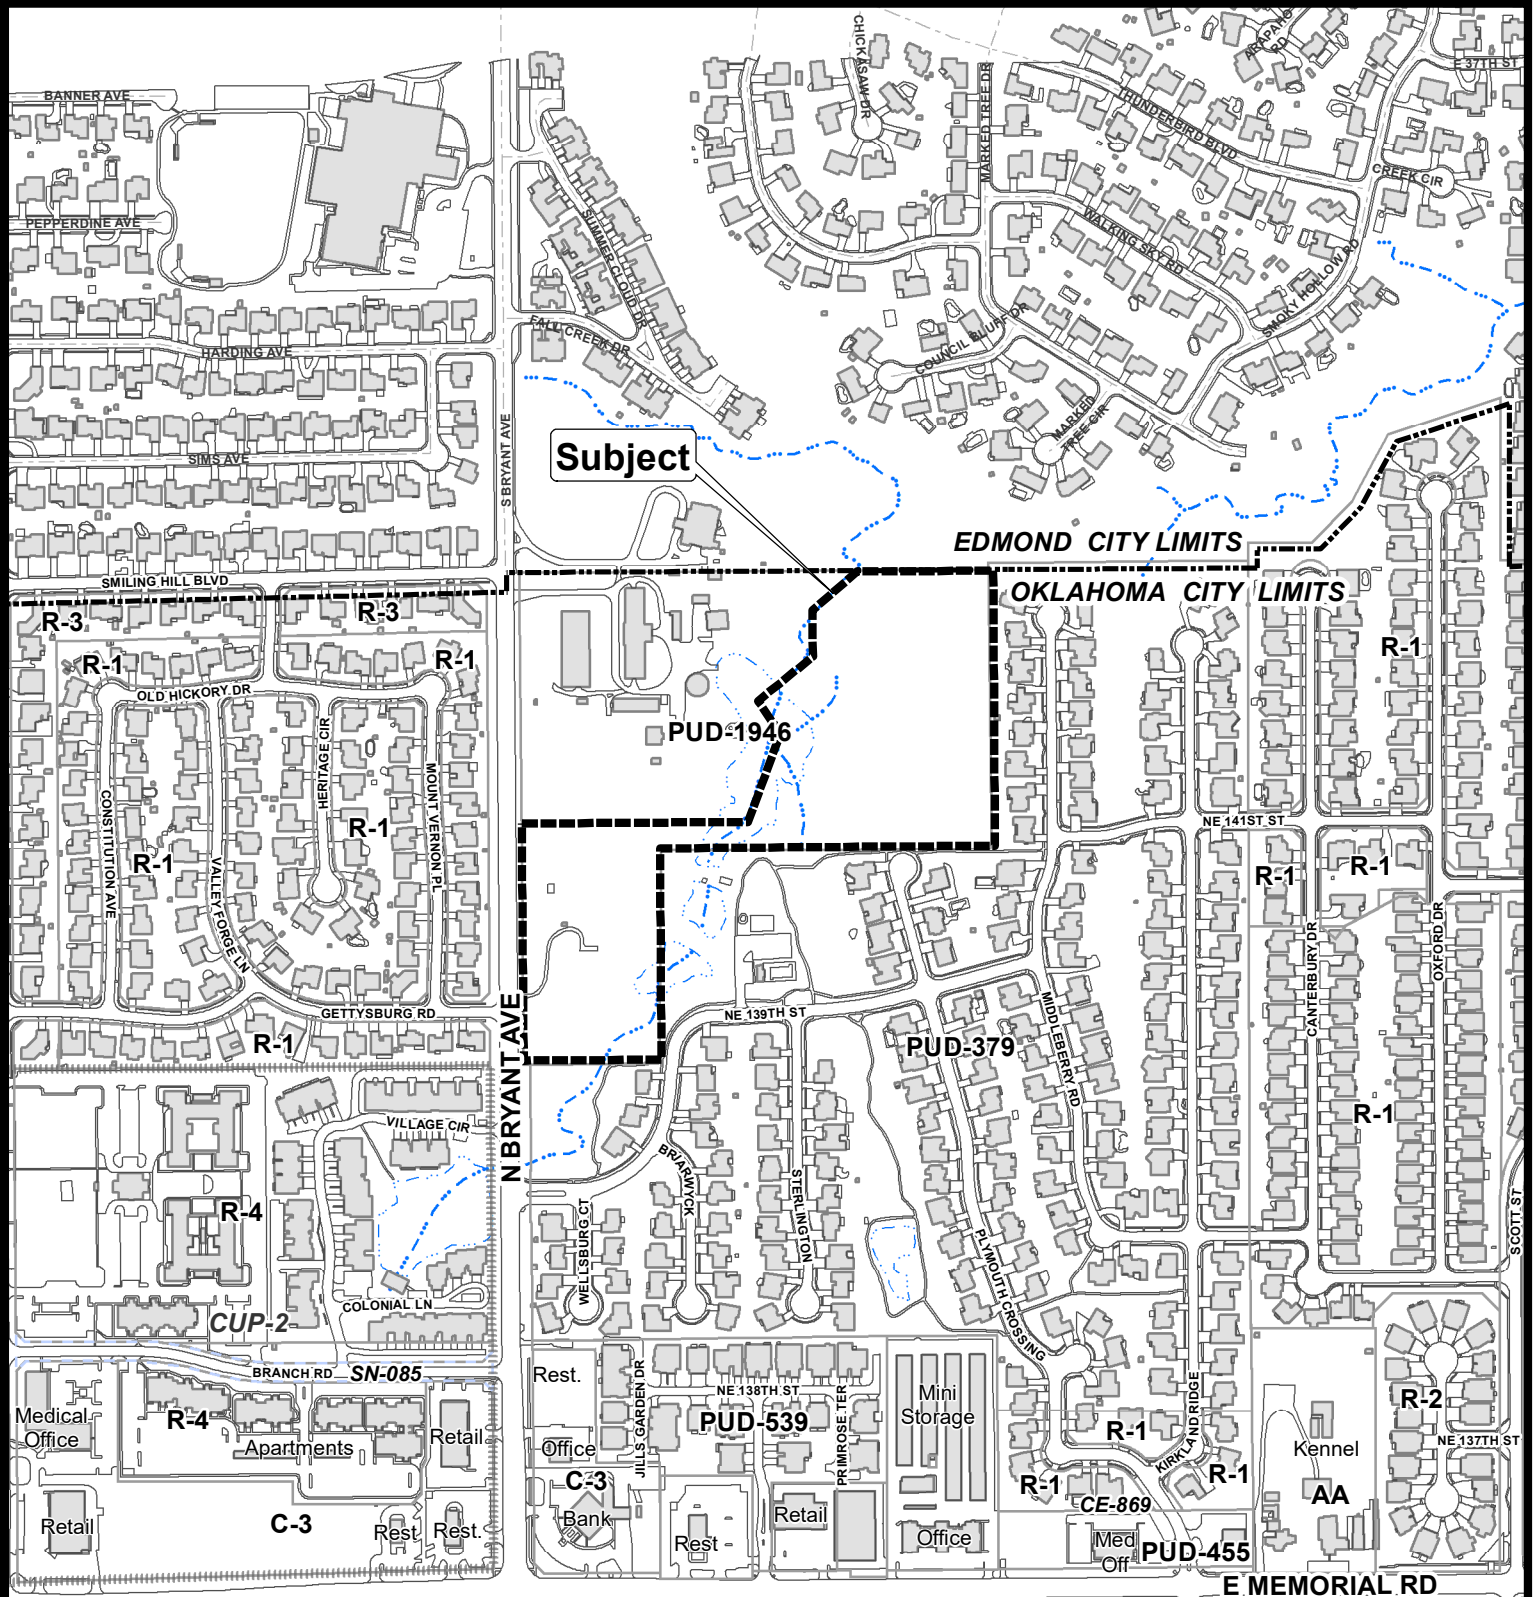 CHICKASAW DR
MARKED TREE DR
ARAPAHO
RD
E 37TH ST
BANNER AVE
THUNDERBIRD BLVD
CREEK CIR
PEPPERDINE AVE
SUMMER CLOUD DR
WALKING SKY RD
SMOKY HOLLOW RD
FALL CREEK DR
COUNCIL BLUFF DR
HARDING AVE
MARKED
TREE CIR
SIMS AVE
S BRYANT AVE
Subject
EDMOND CITY LIMITS
OKLAHOMA CITY LIMITS
SMILING HILL BLVD
R-3
R-3
R-1
R-1
R-1
OLD HICKORY DR
HERITAGE CIR
PUD-1946
CONSTITUTION AVE
VALLEY FORGE LN
MOUNT VERNON PL
R-1
R-1
NE 141ST ST
R-1
R-1
CANTERBURY DR
OXFORD DR
N BRYANT AVE
GETTYSBURG RD
NE 139TH ST
R-1
PUD-379
MIDDLEBERRY RD
VILLAGE CIR
R-1
BRIARWYCK
STERLINGTON
WELLSBURG CT
R-4
PLYMOUTH CROSSING
S COTT ST
COLONIAL LN
CUP-2
BRANCH RD
SN-085
Rest.
JILLS GARDEN DR
NE 138TH ST
PRIMROSE TER
Mini
Storage
KIRKLAND RIDGE
R-2
Medical
Office
R-4
Apartments
Retail
Office
PUD-539
R-1
Kennel
NE 137TH ST
C-3
Bank
R-1
R-1
CE-869
AA
Retail
C-3
Rest
Rest.
Rest
Retail
Office
Med
Off
PUD-455
E MEMORIAL RD